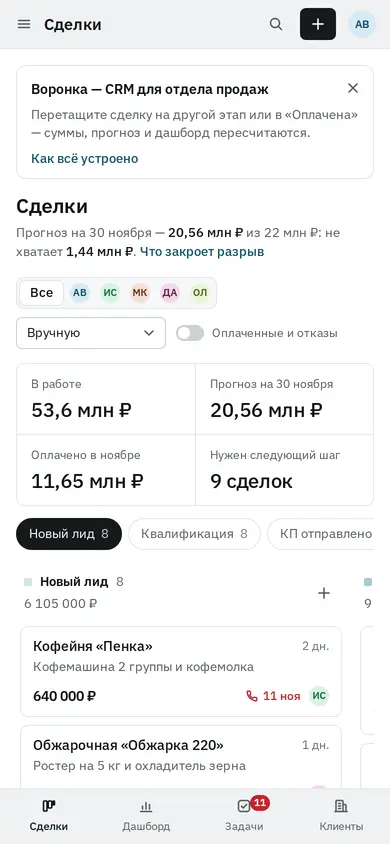 Сделки
АВ
Воронка — CRM для отдела продаж
Перетащите сделку на другой этап или в «Оплачена»
— суммы, прогноз и дашборд пересчитаются.
Как всё устроено
Сделки
Прогноз на 30 ноября — 20,56 млн ₽ из 22 млн ₽: не
хватает 1,44 млн ₽. Что закроет разрыв
Все АВ ИС МК ДА ОЛ
Вручную Оплаченные и отказы
В работе
53,6 млн ₽
Прогноз на 30 ноября
20,56 млн ₽
Оплачено в ноябре
11,65 млн ₽
Нужен следующий шаг
9 сделок
Новый лид 8 Квалификация 8 КП отправлено
Новый лид 8
6 105 000 ₽
9
Кофейня «Пенка» 2 дн.
Кофемашина 2 группы и кофемолка
640 000 ₽ 11 ноя ИС
Обжарочная «Обжарка 220» 1 дн.
Ростер на 5 кг и охладитель зерна
11
Сделки Дашборд Задачи Клиенты